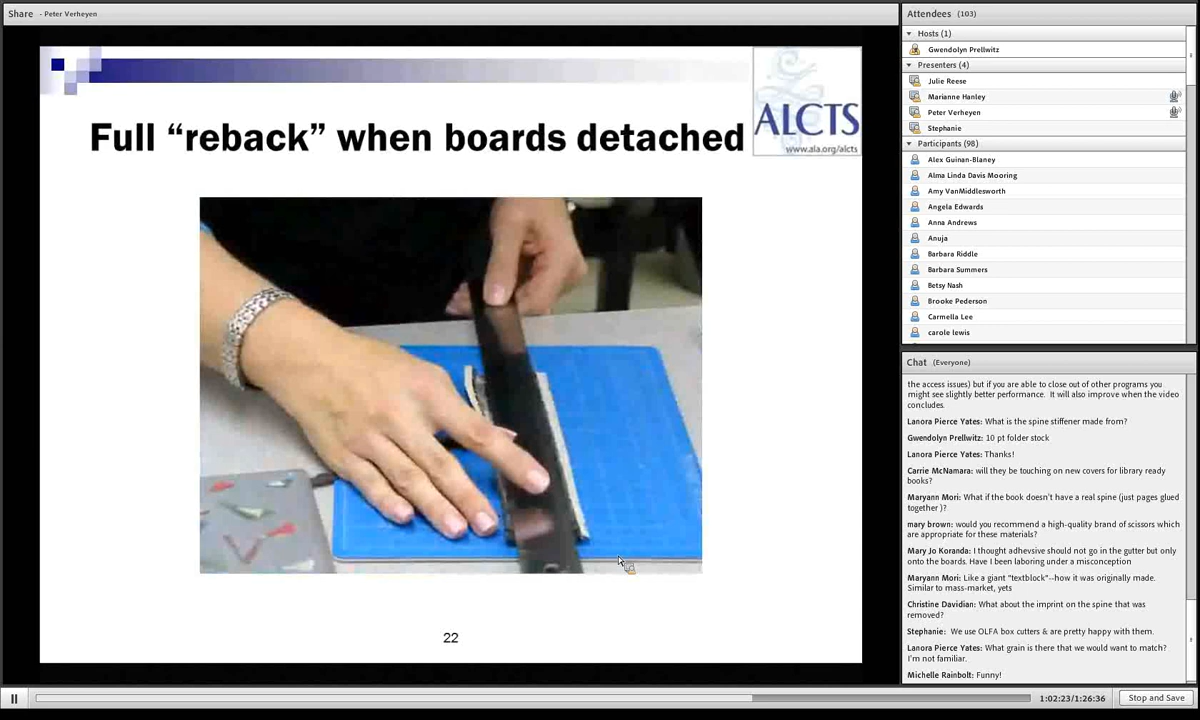 Share - Peter Verheyen
Full “reback” when boards detached
ALCTS
www.ala.org/alcts
22
Attendees (103)
Hosts (1)
Gwendolyn Prellwitz
Presenters (4)
Julie Reese
Marianne Hanley
Peter Verheyen
Stephanie
Participants (98)
Alex Guinan-Blaney
Alma Linda Davis Mooring
Amy VanMiddlesworth
Angela Edwards
Anna Andrews
Anuja
Barbara Riddle
Barbara Summers
Betsy Nash
Brooke Pederson
Carmella Lee
carole lewis
Chat (Everyone)
the access issues) but if you are able to close out of other programs you
might see slightly better performance. It will also improve when the video
concludes.
Lanora Pierce Yates: What is the spine stiffener made from?
Gwendolyn Prellwitz: 10 pt folder stock
Lanora Pierce Yates: Thanks!
Carrie McNamara: will they be touching on new covers for library ready
books?
Maryann Mori: What if the book doesn't have a real spine (just pages glued
together )?
mary brown: would you recommend a high-quality brand of scissors which
are appropriate for these materials?
Mary Jo Koranda: I thought adhevsive should not go in the gutter but only
onto the boards. Have I been laboring under a misconception
Maryann Mori: Like a giant "textblock"--how it was originally made.
Similar to mass-market, yets
Christine Davidian: What about the imprint on the spine that was
removed?
Stephanie: We use OLFA box cutters & are pretty happy with them.
Lanora Pierce Yates: What grain is there that we would want to match?
I'm not familiar.
Michelle Rainbolt: Funny!
1:02:23/1:26:36
Stop and Save